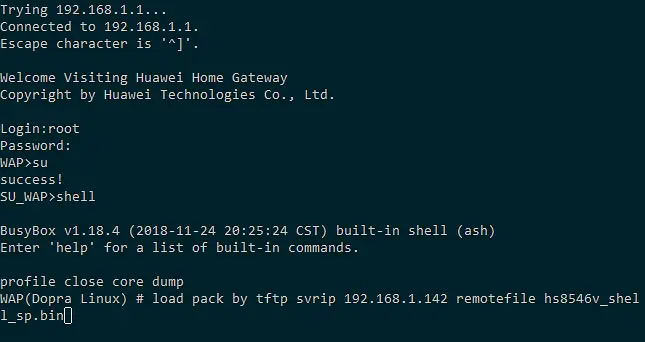 Trying 192.168.1.1...
Connected to 192.168.1.1.
Escape character is '^]'.
Welcome Visiting Huawei Home Gateway
Copyright by Huawei Technologies Co., Ltd.
Login:root
Password:
WAP>su
success!
SU_WAP>shell
BusyBox v1.18.4 (2018-11-24 20:25:24 CST) built-in shell (ash)
Enter 'help' for a list of built-in commands.
profile close core dump
WAP(Dopra Linux) # load pack by tftp svrip 192.168.1.142 remotefile hs8546v_shel
l_sp.bin